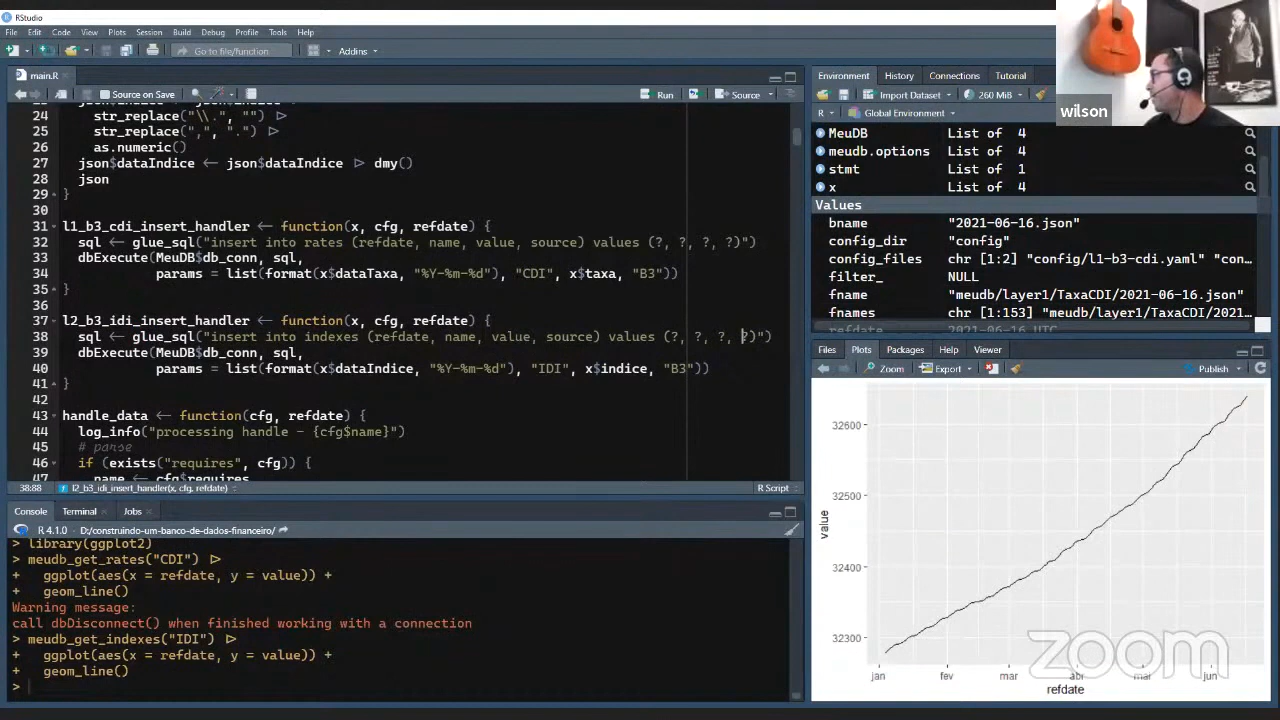 RStudio
File Edit Code View Plots Session Build Debug Profile Tools Help
Go to file/function
Addins
main.R
Source on Save
Run
Source
24 str_replace("\\.", "") ▷
25 str_replace(",", ".") ▷
26 as.numeric()
27 json$dataIndice ← json$dataIndice ▷ dmy()
28 json
29 }
30
31 l1_b3_cdi_insert_handler ← function(x, cfg, refdate) {
32 sql ← glue_sql("insert into rates (refdate, name, value, source) values (?, ?, ?, ?)")
33 dbExecute(MeuDB$db_conn, sql,
34 params = list(format(x$dataTaxa, "%Y-%m-%d"), "CDI", x$taxa, "B3"))
35 }
36
37 l2_b3_idi_insert_handler ← function(x, cfg, refdate) {
38 sql ← glue_sql("insert into indexes (refdate, name, value, source) values (?, ?, ?, ?)")
39 dbExecute(MeuDB$db_conn, sql,
40 params = list(format(x$dataIndice, "%Y-%m-%d"), "IDI", x$indice, "B3"))
41 }
42
43 handle_data ← function(cfg, refdate) {
44 log_info("processing handle - {cfg$name}")
45 # parse
46 if (exists("requires", cfg)) {
47 name ← cfg$requires
38:88
l2_b3_idi_insert_handler(x, cfg, refdate)
R Script
Console Terminal Jobs
R 4.1.0 · D:/construindo-um-banco-de-dados-financeiro/
> library(ggplot2)
> meudb_get_rates("CDI") ▷
+ ggplot(aes(x = refdate, y = value)) +
+ geom_line()
Warning message:
call dbDisconnect() when finished working with a connection
> meudb_get_indexes("IDI") ▷
+ ggplot(aes(x = refdate, y = value)) +
+ geom_line()
>
wilson
Environment History Connections Tutorial
Import Dataset
260 MiB
R
Global Environment
MeuDB List of 4
meudb.options List of 4
stmt List of 1
x List of 4
Values
bname "2021-06-16.json"
config_dir "config"
config_files chr [1:2] "config/l1-b3-cdi.yaml" "con…
filter_ NULL
fname "meudb/layer1/TaxaCDI/2021-06-16.json"
fnames chr [1:153] "meudb/layer1/TaxaCDI/2021…
refdate 2021-06-16 UTC
Files Plots Packages Help Viewer
Zoom
Export
Publish
32600
32500
32400
32300
value
jan fev mar abr mai jun
refdate
zoom